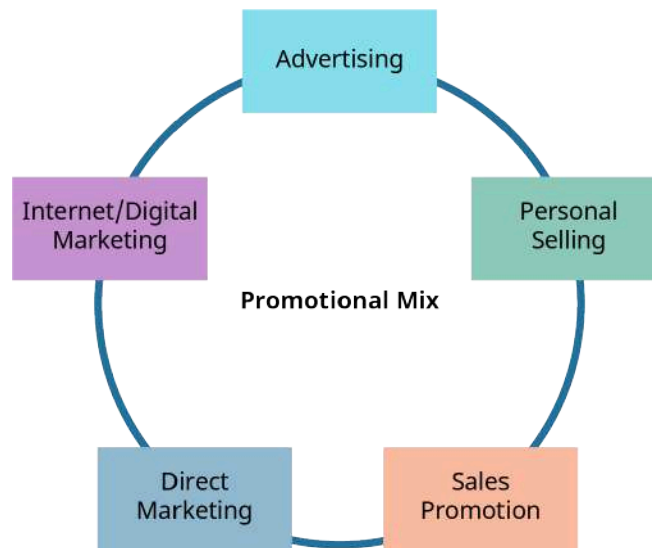 Advertising
Internet/Digital
Marketing
Personal
Selling
Promotional Mix
Direct
Marketing
Sales
Promotion